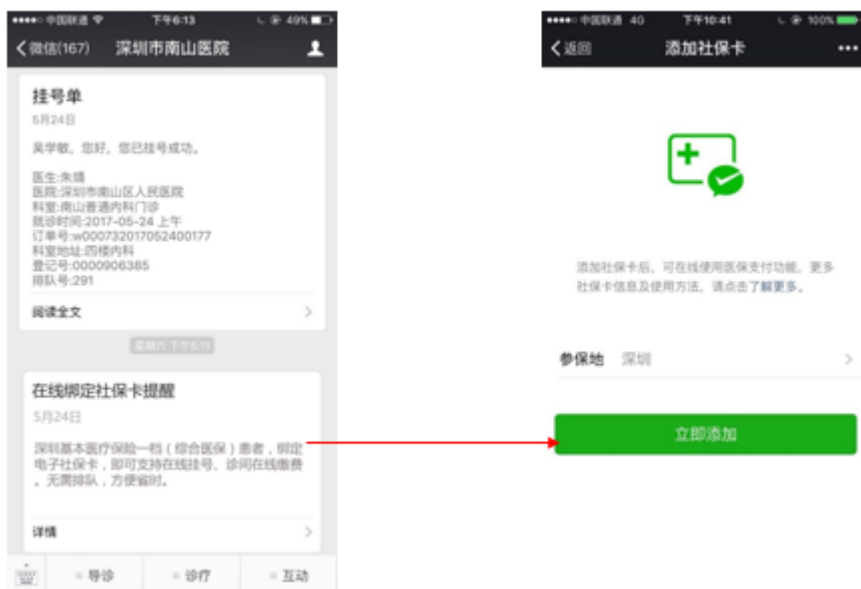 中国联通 下午6:13 49%
微信(167) 深圳市南山医院
挂号单
5月24日
吴学敏，您好，您已挂号成功。
医生:朱嫣
医院:深圳市南山区人民医院
科室:南山普通内科门诊
就诊时间:2017-05-24 上午
订单号:w000732017052400177
科室地址:四楼内科
登记号:0000906385
排队号:291
阅读全文
星期六 下午5:11
在线绑定社保卡提醒
5月24日
深圳基本医疗保险一档（综合医保）患者，绑定
电子社保卡，即可支持在线挂号、诊间在线缴费
。无需排队，方便省时。
详情
导诊 诊疗 互动
中国联通 4G 下午10:41 100%
返回 添加社保卡
添加社保卡后，可在线使用医保支付功能。更多
社保卡信息及使用方法，请点击了解更多。
参保地 深圳
立即添加